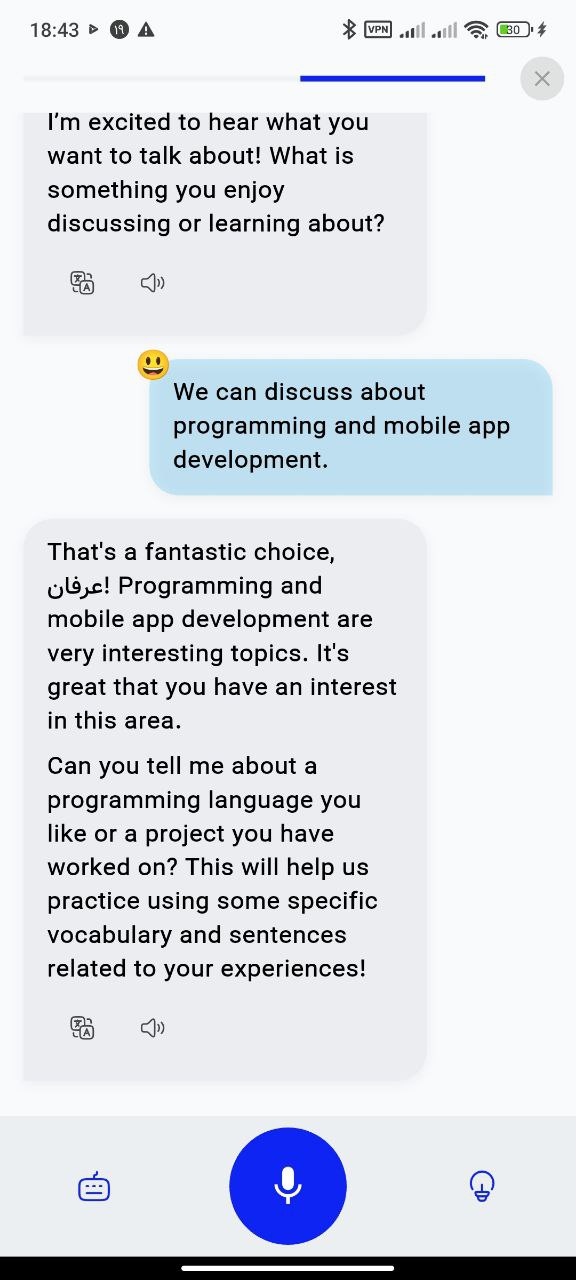 18:43
۱۹
VPN
30
I'm excited to hear what you
want to talk about! What is
something you enjoy
discussing or learning about?
We can discuss about
programming and mobile app
development.
That's a fantastic choice,
عرفان! Programming and
mobile app development are
very interesting topics. It's
great that you have an interest
in this area.
Can you tell me about a
programming language you
like or a project you have
worked on? This will help us
practice using some specific
vocabulary and sentences
related to your experiences!